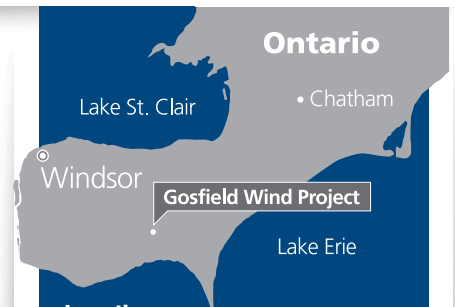 Ontario
Chatham
Lake St. Clair
Windsor
Gosfield Wind Project
Lake Erie